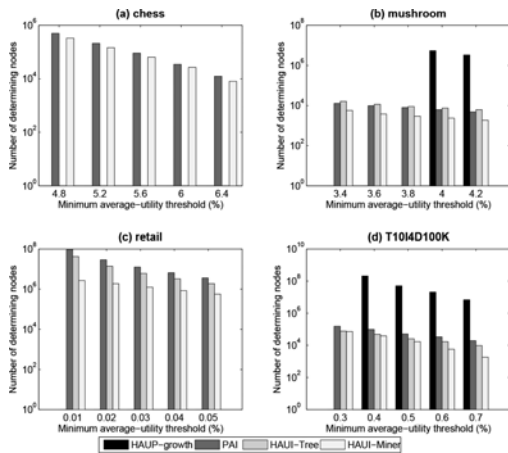 (a) chess
10^6
10^4
10^2
10^0
Number of determining nodes
4.8 5.2 5.6 6 6.4
Minimum average-utility threshold (%)
(b) mushroom
10^8
10^6
10^4
10^2
10^0
Number of determining nodes
3.4 3.6 3.8 4 4.2
Minimum average-utility threshold (%)
(c) retail
10^8
10^6
10^4
10^2
10^0
Number of determining nodes
0.01 0.02 0.03 0.04 0.05
Minimum average-utility threshold (%)
(d) T10I4D100K
10^10
10^8
10^6
10^4
10^2
10^0
Number of determining nodes
0.3 0.4 0.5 0.6 0.7
Minimum average-utility threshold (%)
HAUP-growth PAI HAUI-Tree HAUI-Miner